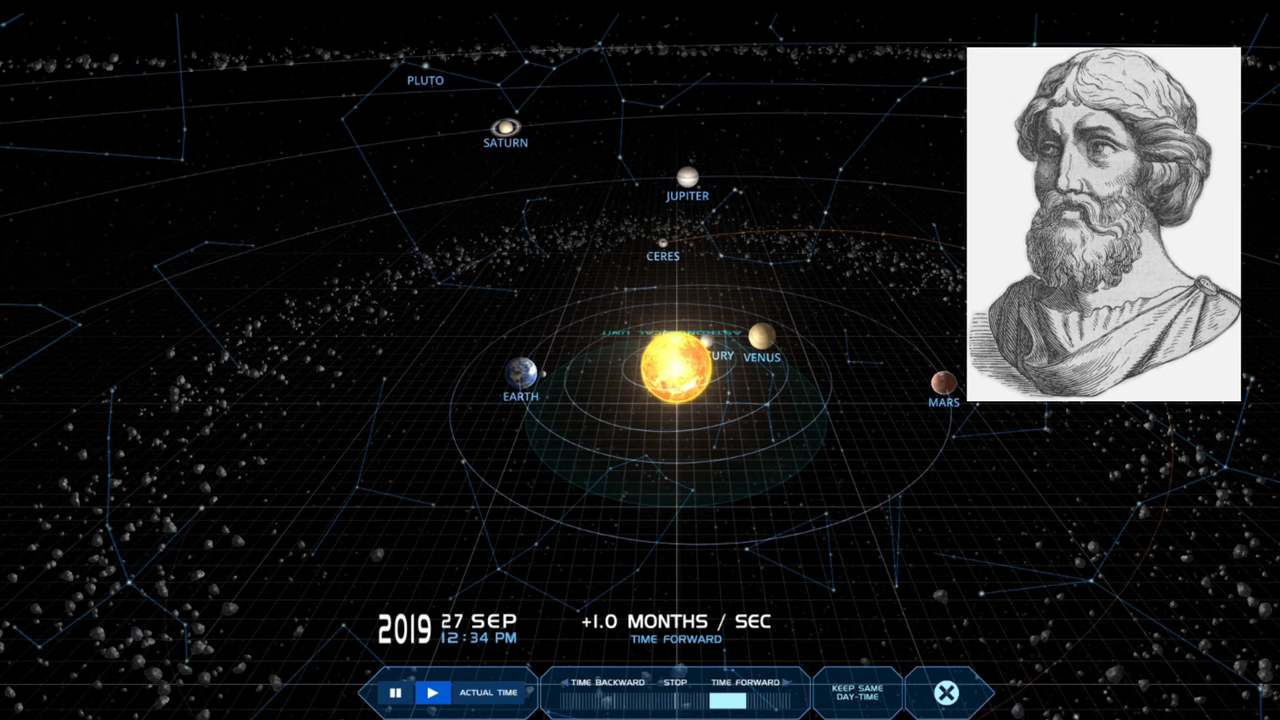 PLUTO
SATURN
JUPITER
CERES
VENUS
EARTH
MARS
2019 27 SEP
12:34 PM
+1.0 MONTHS / SEC
TIME FORWARD
ACTUAL TIME
TIME BACKWARD STOP TIME FORWARD
KEEP SAME
DAY-TIME